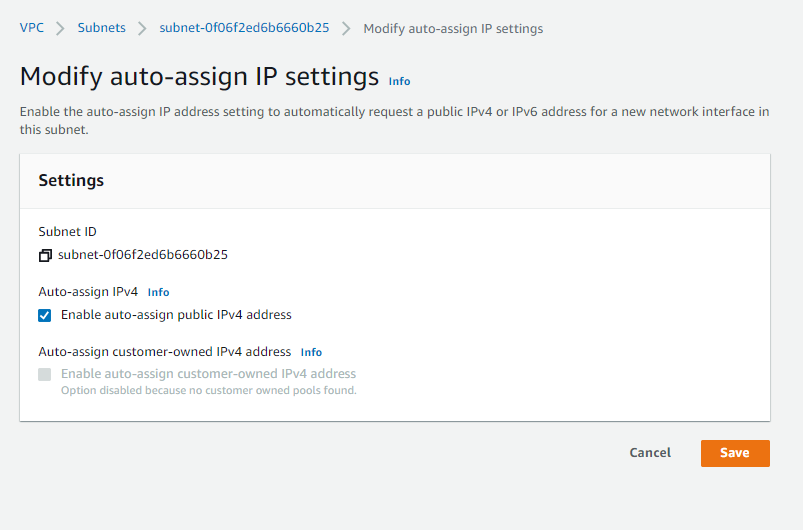 VPC > Subnets > subnet-0f06f2ed6b6660b25 > Modify auto-assign IP settings
Modify auto-assign IP settings Info
Enable the auto-assign IP address setting to automatically request a public IPv4 or IPv6 address for a new network interface in
this subnet.
Settings
Subnet ID
subnet-0f06f2ed6b6660b25
Auto-assign IPv4 Info
Enable auto-assign public IPv4 address
Auto-assign customer-owned IPv4 address Info
Enable auto-assign customer-owned IPv4 address
Option disabled because no customer owned pools found.
Cancel Save